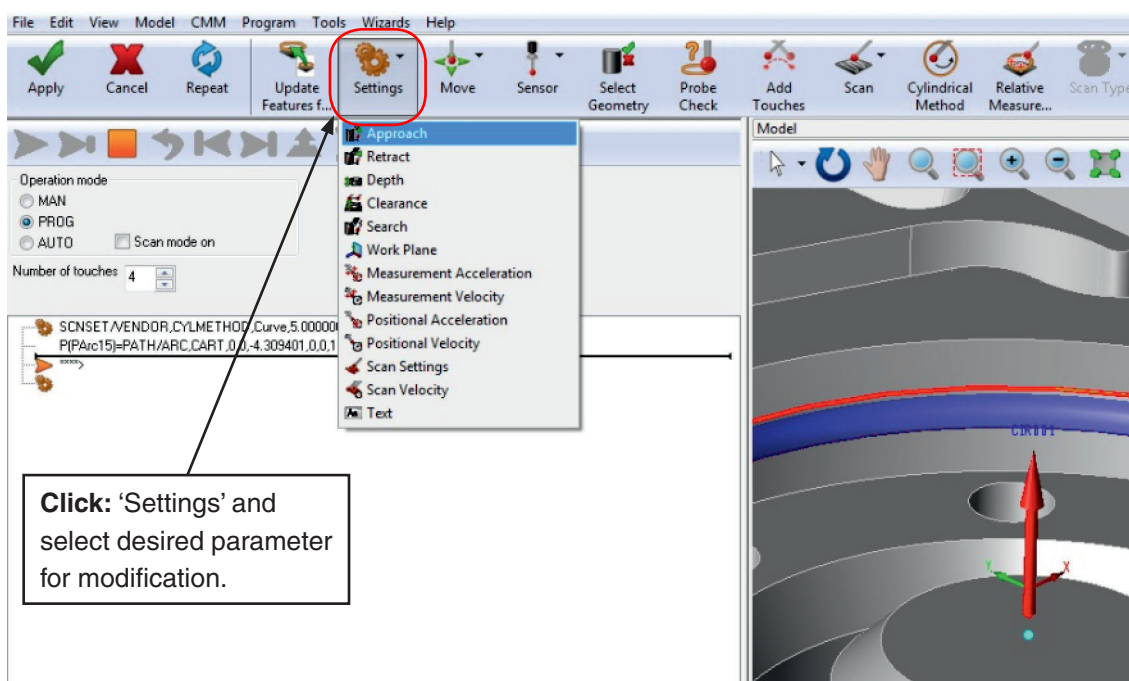 File Edit View Model CMM Program Tools Wizards Help
Apply Cancel Repeat Update Features f... Settings Move Sensor Select Geometry Probe Check Add Touches Scan Cylindrical Method Relative Measure... Scan Type
Approach
Retract
Depth
Clearance
Search
Work Plane
Measurement Acceleration
Measurement Velocity
Positional Acceleration
Positional Velocity
Scan Settings
Scan Velocity
Text
Operation mode
MAN
PROG
AUTO Scan mode on
Number of touches 4
SCNSET/VENDOR,CYLMETHOD,Curve,5.000000
P(PArc15)=PATH/ARC,CART,0,0,-4.309401,0,0,1
****>
Click: ‘Settings’ and
select desired parameter
for modification.
Model
CIR001
Y
X